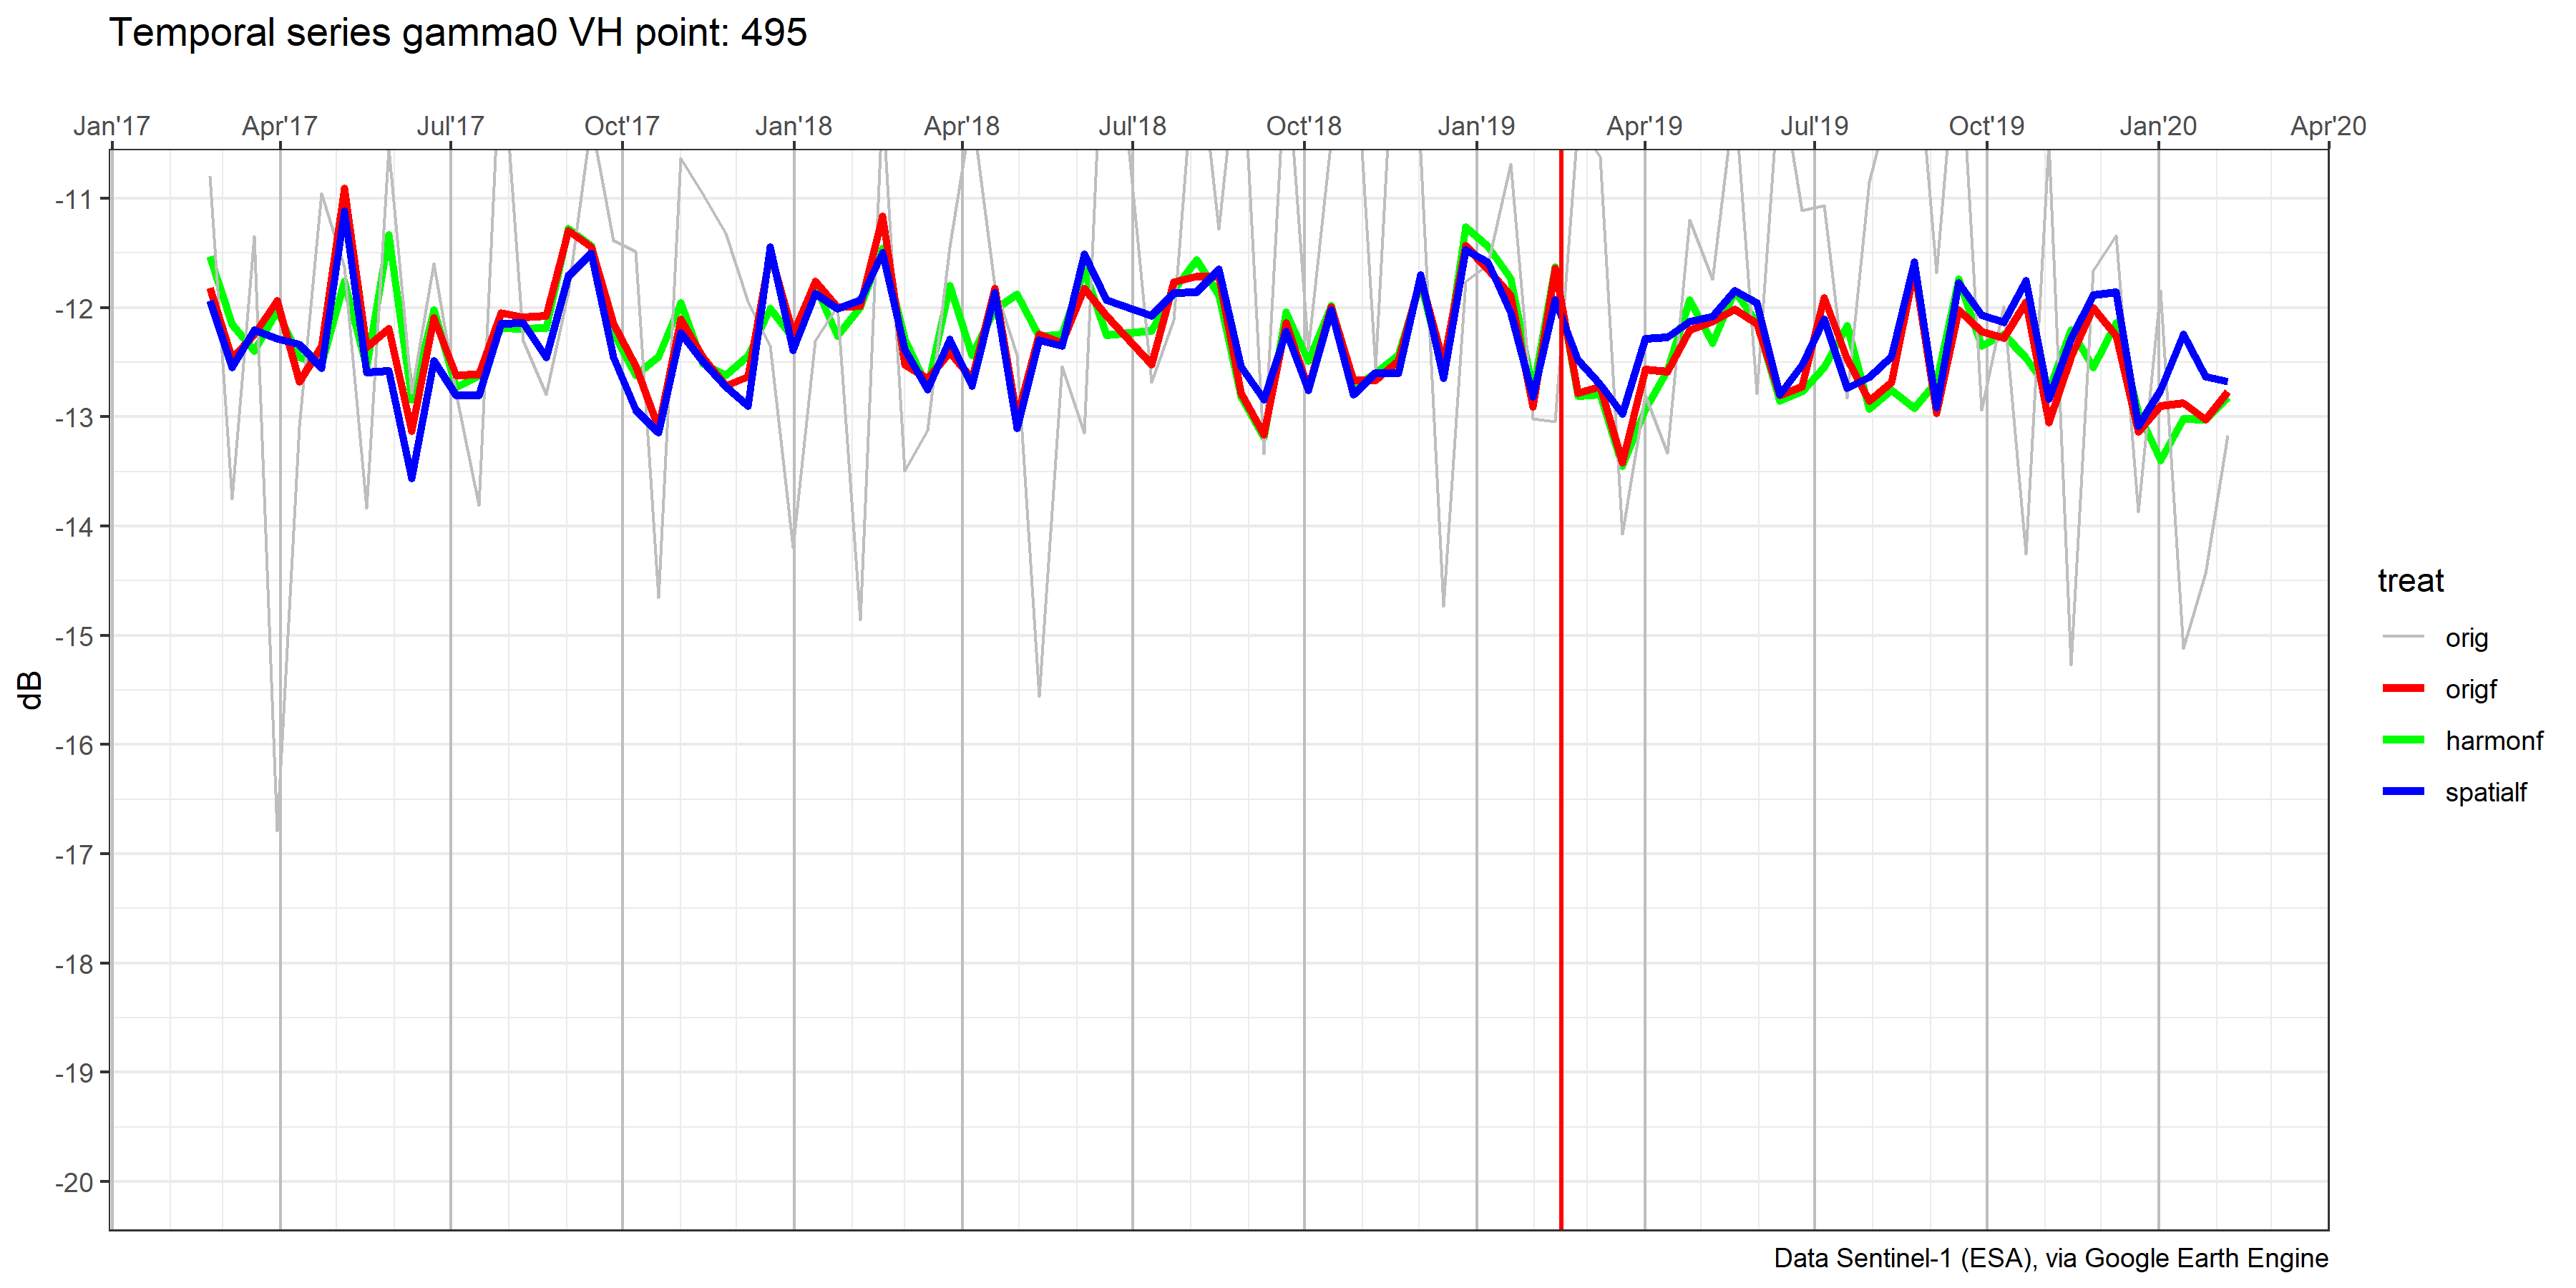 Temporal series gamma0 VH point: 495
Jan'17 Apr'17 Jul'17 Oct'17 Jan'18 Apr'18 Jul'18 Oct'18 Jan'19 Apr'19 Jul'19 Oct'19 Jan'20 Apr'20
-11
-12
-13
-14
-15
-16
-17
-18
-19
-20
dB
treat
orig
origf
harmonf
spatialf
Data Sentinel-1 (ESA), via Google Earth Engine